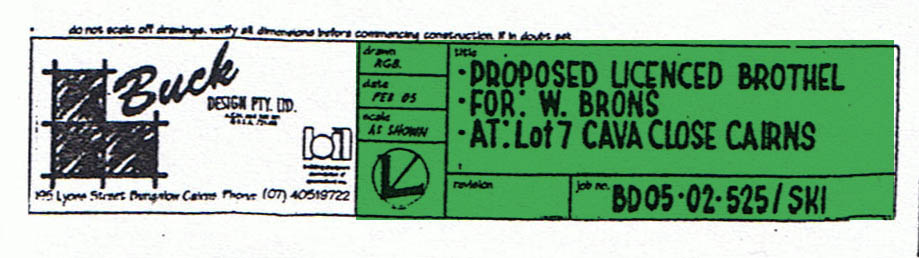 do not scale off drawings. verify all dimensions before commencing construction. if in doubt ask
Buck
DESIGN PTY. LTD.
195 Lyons Street Bungalow Cairns Phone (07) 40519722
drawn
RGB.
date
FEB 05
scale
AS SHOWN
title
• PROPOSED LICENCED BROTHEL
• FOR: W. BRONS
• AT: Lot 7 CAVA CLOSE CAIRNS
revision
job no.
BD05·02·525/SKI